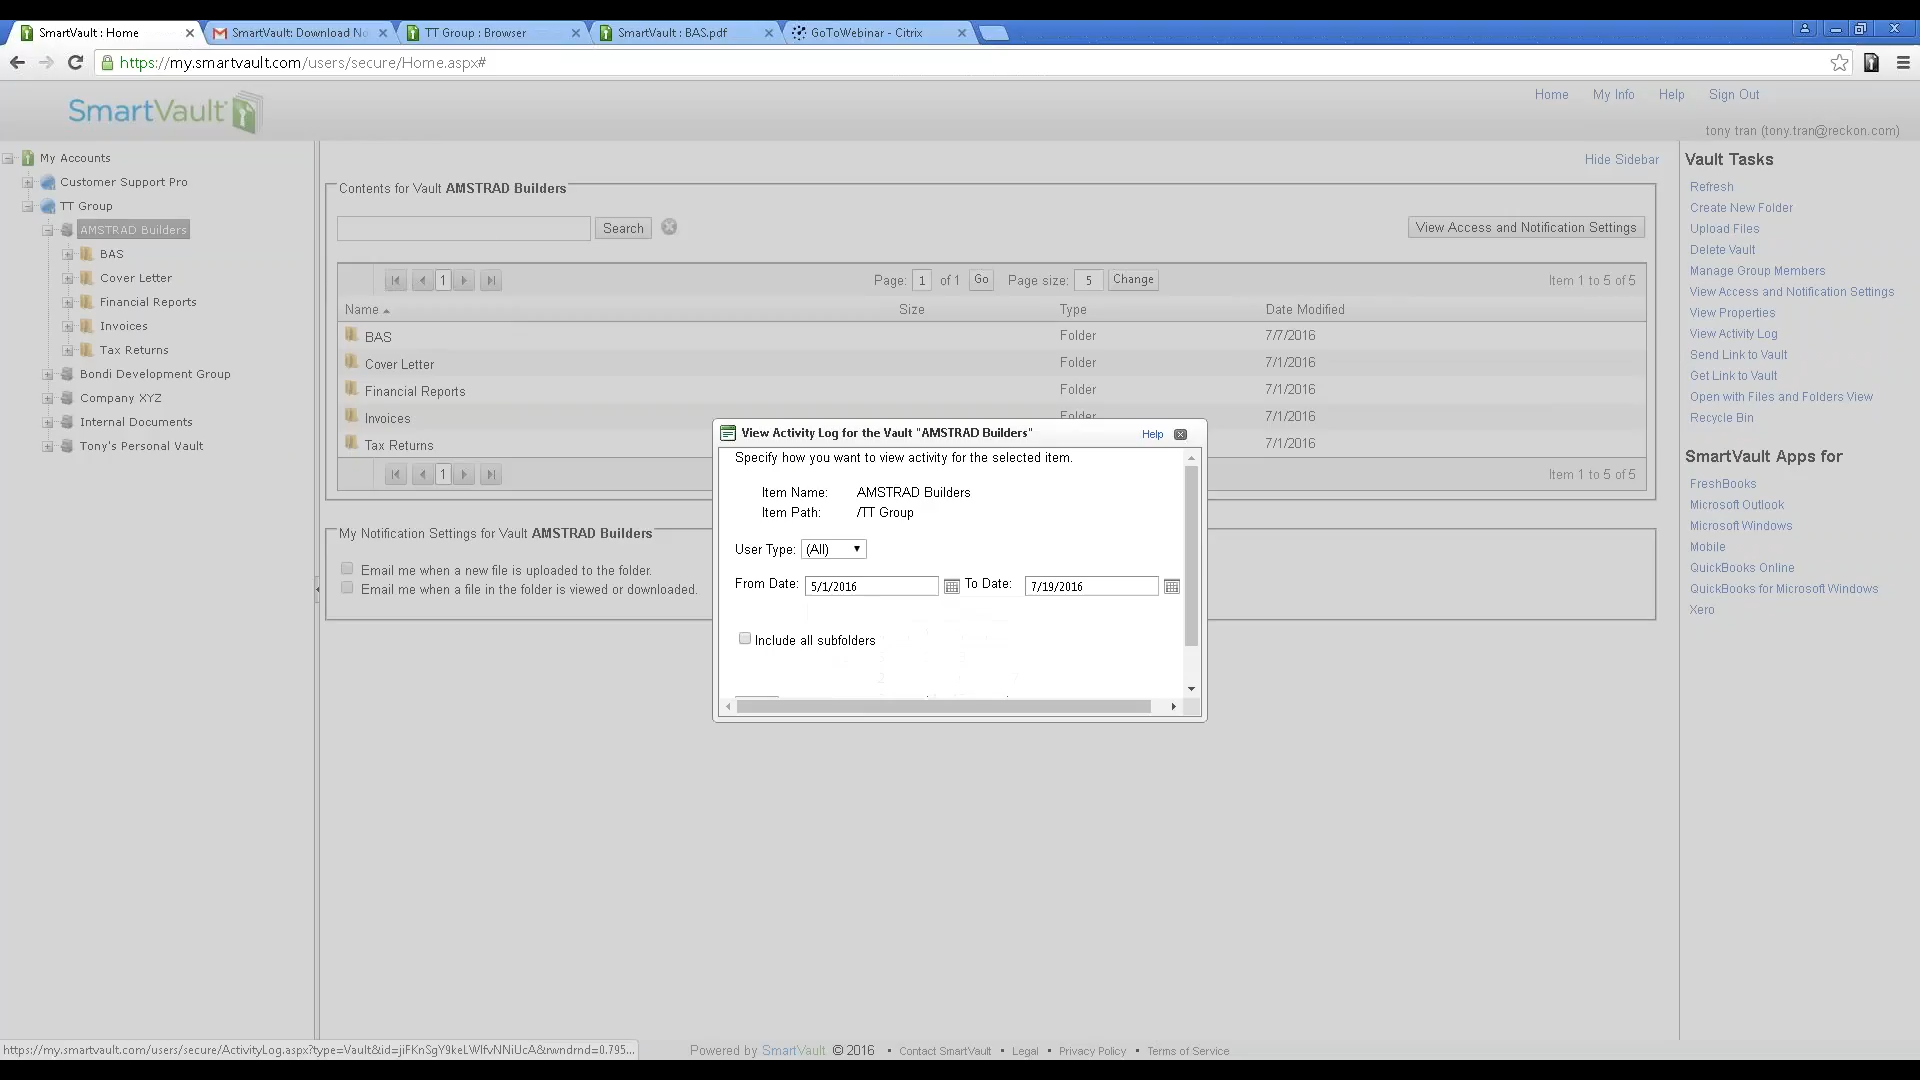 SmartVault : Home
SmartVault: Download No
TT Group : Browser
SmartVault : BAS.pdf
GoToWebinar - Citrix
https://my.smartvault.com/users/secure/Home.aspx#
SmartVault
Home My Info Help Sign Out
tony tran (tony.tran@reckon.com)
My Accounts
Customer Support Pro
TT Group
AMSTRAD Builders
BAS
Cover Letter
Financial Reports
Invoices
Tax Returns
Bondi Development Group
Company XYZ
Internal Documents
Tony's Personal Vault
Hide Sidebar
Contents for Vault AMSTRAD Builders
Search
View Access and Notification Settings
1 Page: 1 of 1 Go Page size: 5 Change Item 1 to 5 of 5
Name Size Type Date Modified
BAS Folder 7/7/2016
Cover Letter Folder 7/1/2016
Financial Reports Folder 7/1/2016
Invoices Folder 7/1/2016
Tax Returns 7/1/2016
1 Item 1 to 5 of 5
My Notification Settings for Vault AMSTRAD Builders
Email me when a new file is uploaded to the folder.
Email me when a file in the folder is viewed or downloaded.
View Activity Log for the Vault "AMSTRAD Builders" Help
Specify how you want to view activity for the selected item.
Item Name: AMSTRAD Builders
Item Path: /TT Group
User Type: (All)
From Date: 5/1/2016 To Date: 7/19/2016
Include all subfolders
Vault Tasks
Refresh
Create New Folder
Upload Files
Delete Vault
Manage Group Members
View Access and Notification Settings
View Properties
View Activity Log
Send Link to Vault
Get Link to Vault
Open with Files and Folders View
Recycle Bin
SmartVault Apps for
FreshBooks
Microsoft Outlook
Microsoft Windows
Mobile
QuickBooks Online
QuickBooks for Microsoft Windows
Xero
Powered by SmartVault © 2016 • Contact SmartVault • Legal • Privacy Policy • Terms of Service